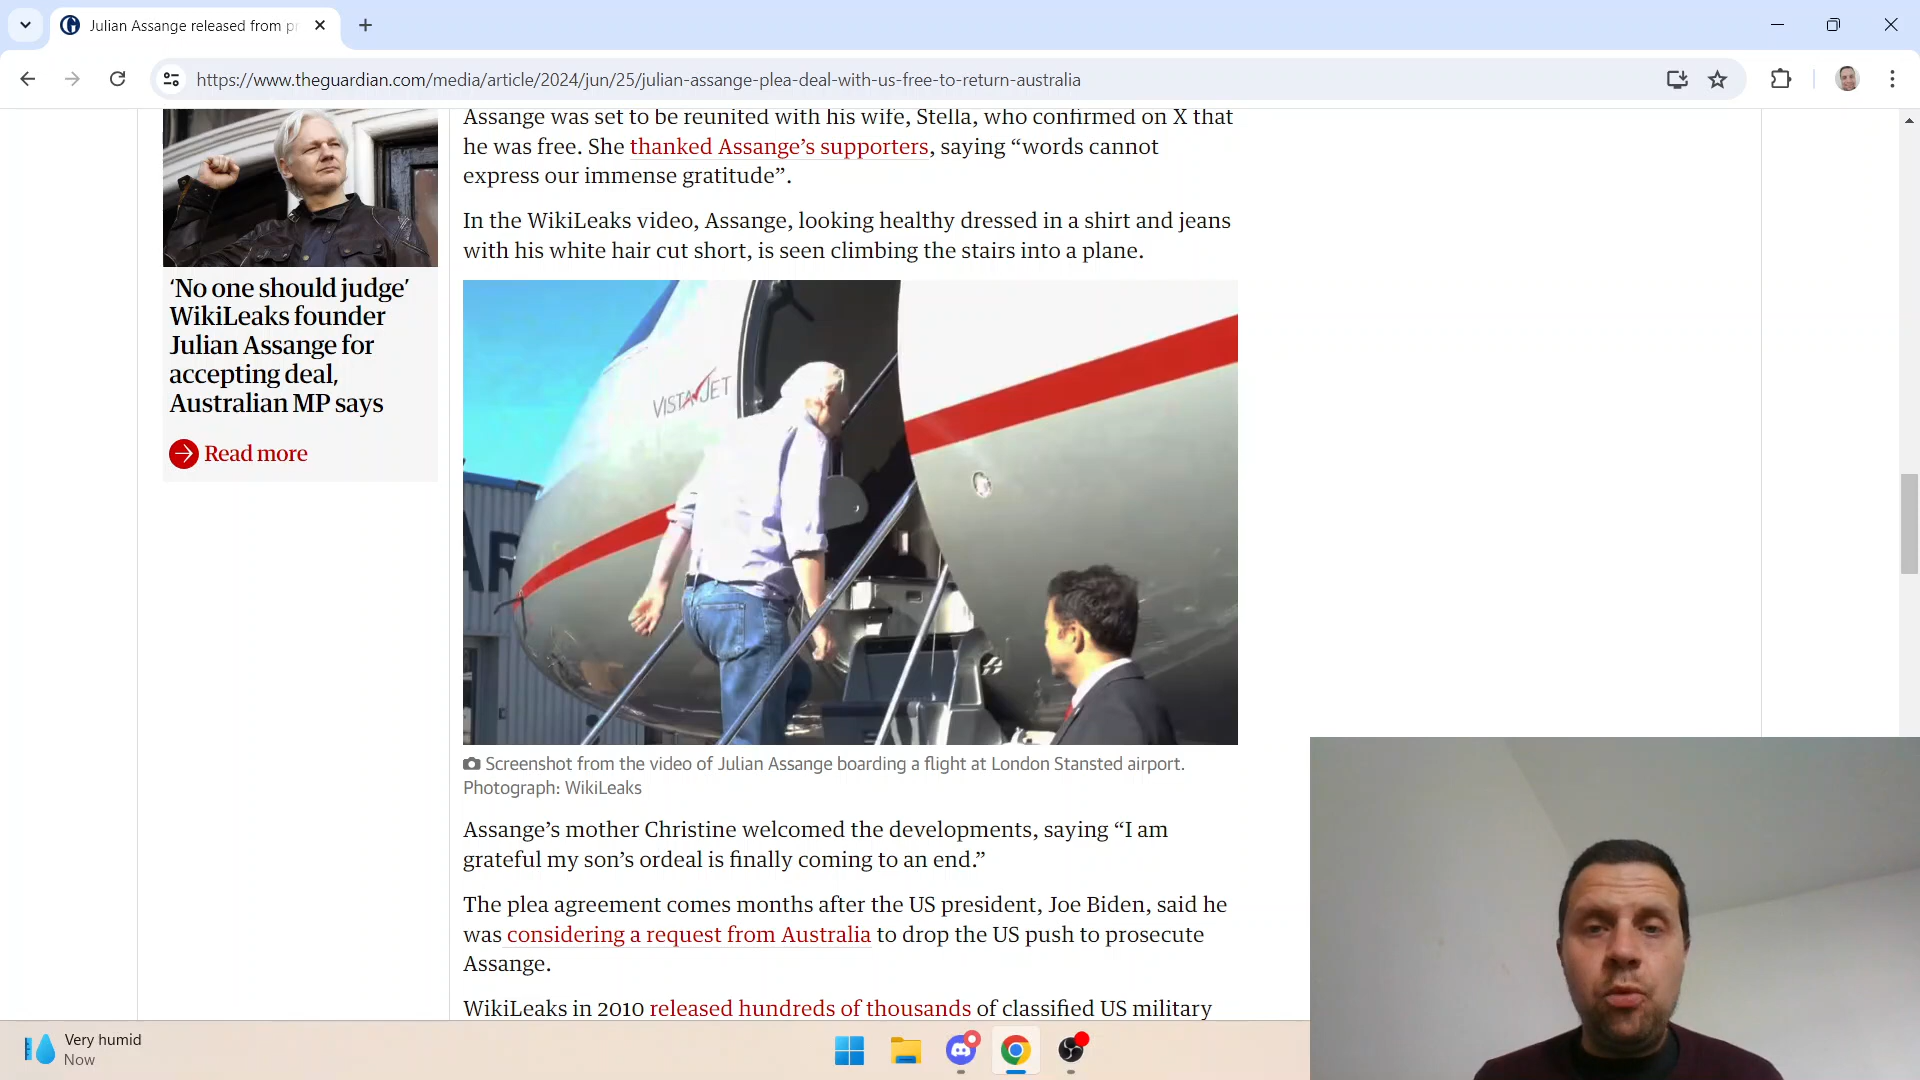 Julian Assange released from pr
https://www.theguardian.com/media/article/2024/jun/25/julian-assange-plea-deal-with-us-free-to-return-australia
‘No one should judge’
WikiLeaks founder
Julian Assange for
accepting deal,
Australian MP says
Read more
Assange was set to be reunited with his wife, Stella, who confirmed on X that
he was free. She thanked Assange’s supporters, saying “words cannot
express our immense gratitude”.
In the WikiLeaks video, Assange, looking healthy dressed in a shirt and jeans
with his white hair cut short, is seen climbing the stairs into a plane.
VISTAJET
AR
Screenshot from the video of Julian Assange boarding a flight at London Stansted airport.
Photograph: WikiLeaks
Assange’s mother Christine welcomed the developments, saying “I am
grateful my son’s ordeal is finally coming to an end.”
The plea agreement comes months after the US president, Joe Biden, said he
was considering a request from Australia to drop the US push to prosecute
Assange.
WikiLeaks in 2010 released hundreds of thousands of classified US military
Very humid
Now